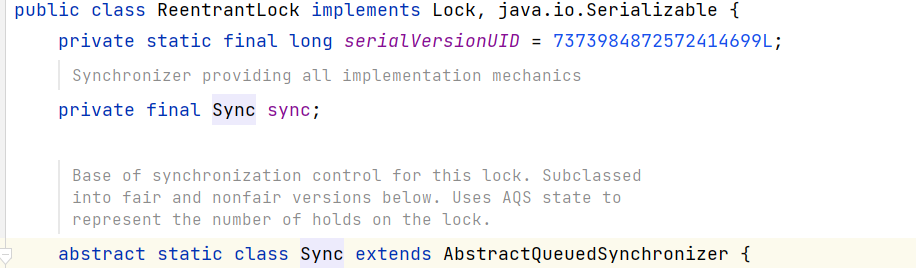 public class ReentrantLock implements Lock, java.io.Serializable {
private static final long serialVersionUID = 7373984872572414699L;
Synchronizer providing all implementation mechanics
private final Sync sync;
Base of synchronization control for this lock. Subclassed
into fair and nonfair versions below. Uses AQS state to
represent the number of holds on the lock.
abstract static class Sync extends AbstractQueuedSynchronizer {